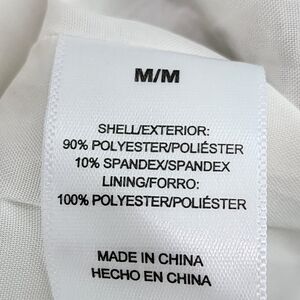 M/M
SHELL/EXTERIOR:
90% POLYESTER/POLIÉSTER
10% SPANDEX/SPANDEX
LINING/FORRO:
100% POLYESTER/POLIÉSTER
MADE IN CHINA
HECHO EN CHINA